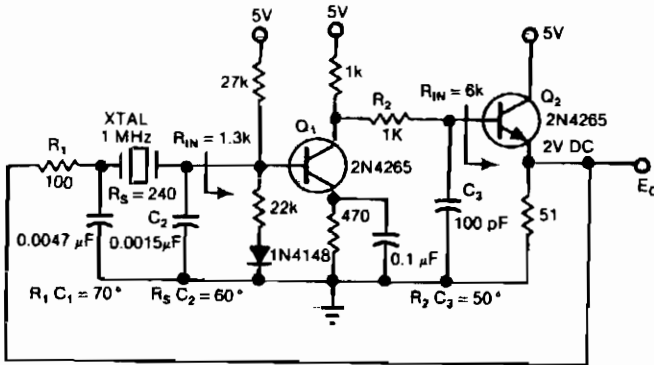 5V
5V
5V
27k
1k
XTAL
1 MHz
R1
100
RS = 240
RIN = 1.3k
Q1
2N4265
R2
1K
RIN = 6k
Q2
2N4265
2V DC
EO
C2
0.0047 µF
0.0015µF
22k
1N4148
470
0.1 µF
C3
100 pF
51
R1 C1 = 70°
RS C2 = 60°
R2 C3 = 50°